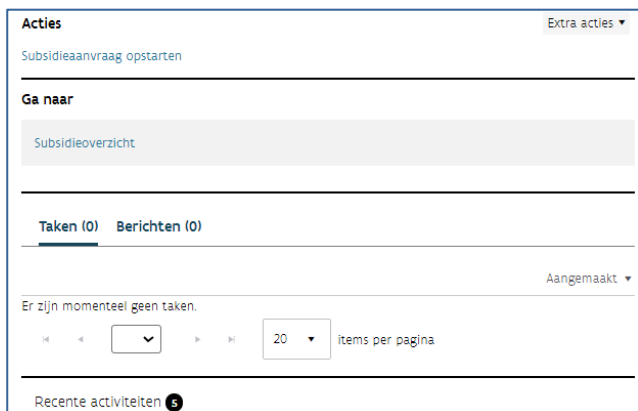 Acties
Extra acties
Subsidieaanvraag opstarten
Ga naar
Subsidieoverzicht
Taken (0) Berichten (0)
Aangemaakt
Er zijn momenteel geen taken.
20 items per pagina
Recente activiteiten 5